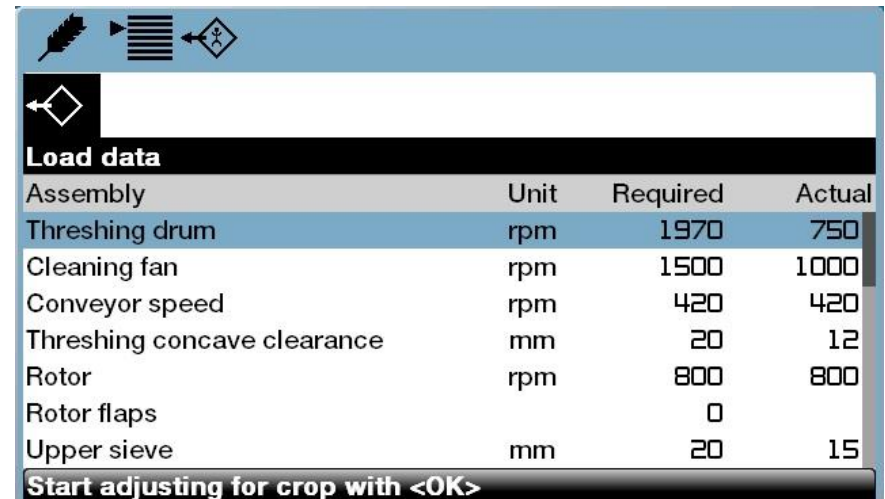 Load data
Assembly Unit Required Actual
Threshing drum rpm 1970 750
Cleaning fan rpm 1500 1000
Conveyor speed rpm 420 420
Threshing concave clearance mm 20 12
Rotor rpm 800 800
Rotor flaps 0
Upper sieve mm 20 15
Start adjusting for crop with <OK>